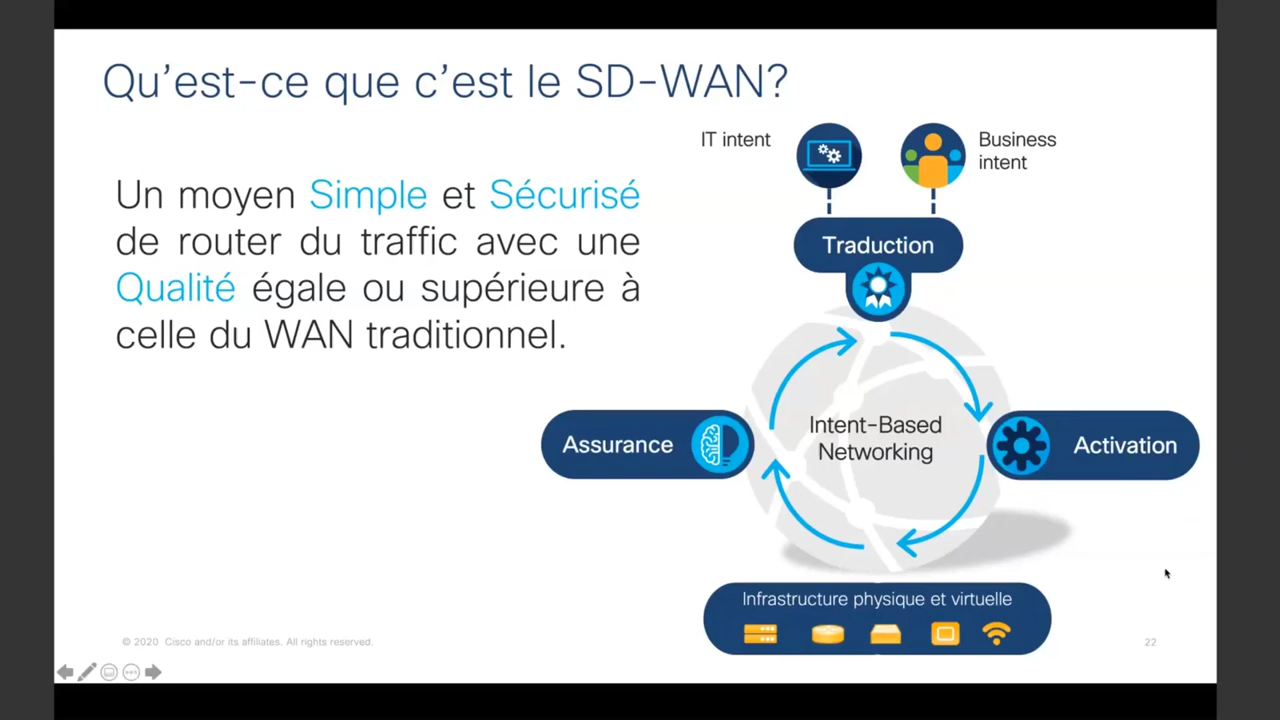 Qu'est-ce que c'est le SD-WAN?
IT intent
Business
intent
Un moyen Simple et Sécurisé
de router du traffic avec une
Qualité égale ou supérieure à
celle du WAN traditionnel.
Traduction
Intent-Based
Networking
Assurance
Activation
Infrastructure physique et virtuelle
© 2020 Cisco and/or its affiliates. All rights reserved.
22